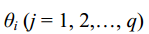 θi (j = 1, 2,…, q)